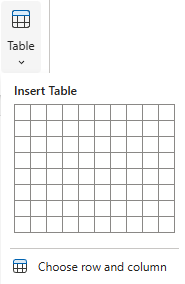 Table
Insert Table
Choose row and column